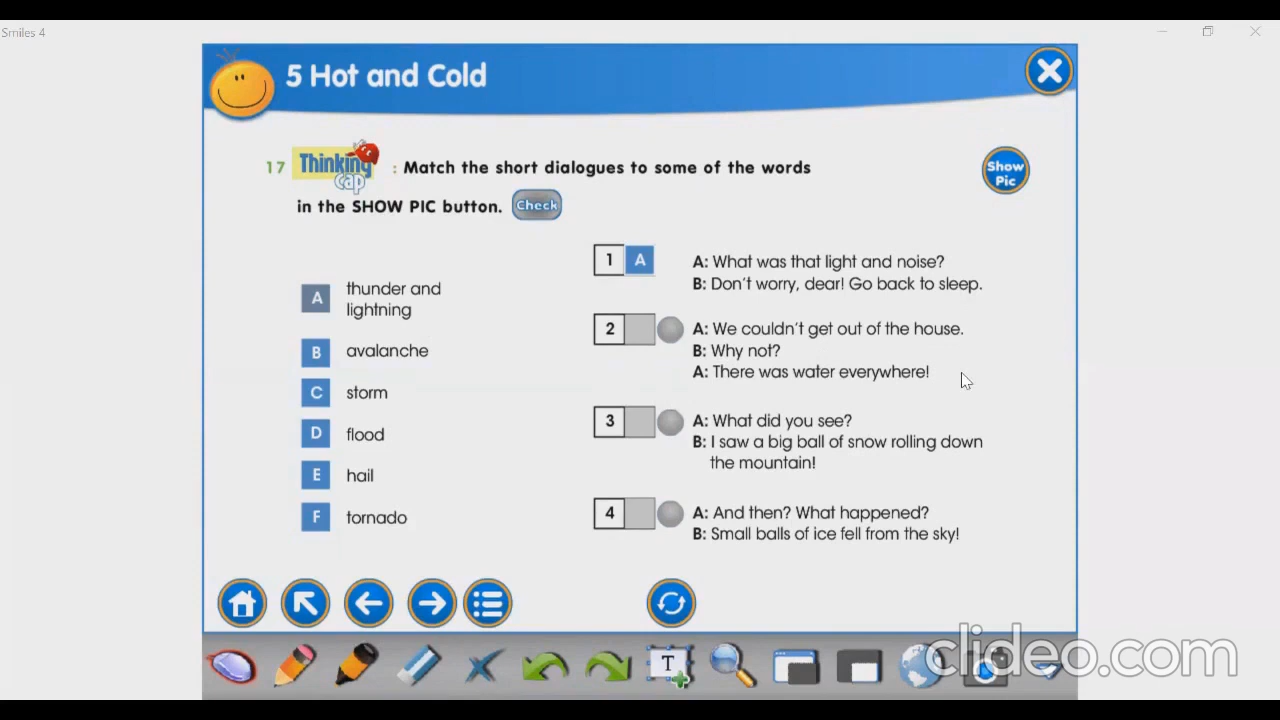 Smiles 4
5 Hot and Cold
17 Thinking cap : Match the short dialogues to some of the words
Show Pic
in the SHOW PIC button. Check
A thunder and
lightning
B avalanche
C storm
D flood
E hail
F tornado
1 A A: What was that light and noise?
B: Don't worry, dear! Go back to sleep.
2 A: We couldn't get out of the house.
B: Why not?
A: There was water everywhere!
3 A: What did you see?
B: I saw a big ball of snow rolling down
the mountain!
4 A: And then? What happened?
B: Small balls of ice fell from the sky!
T
clideo.com